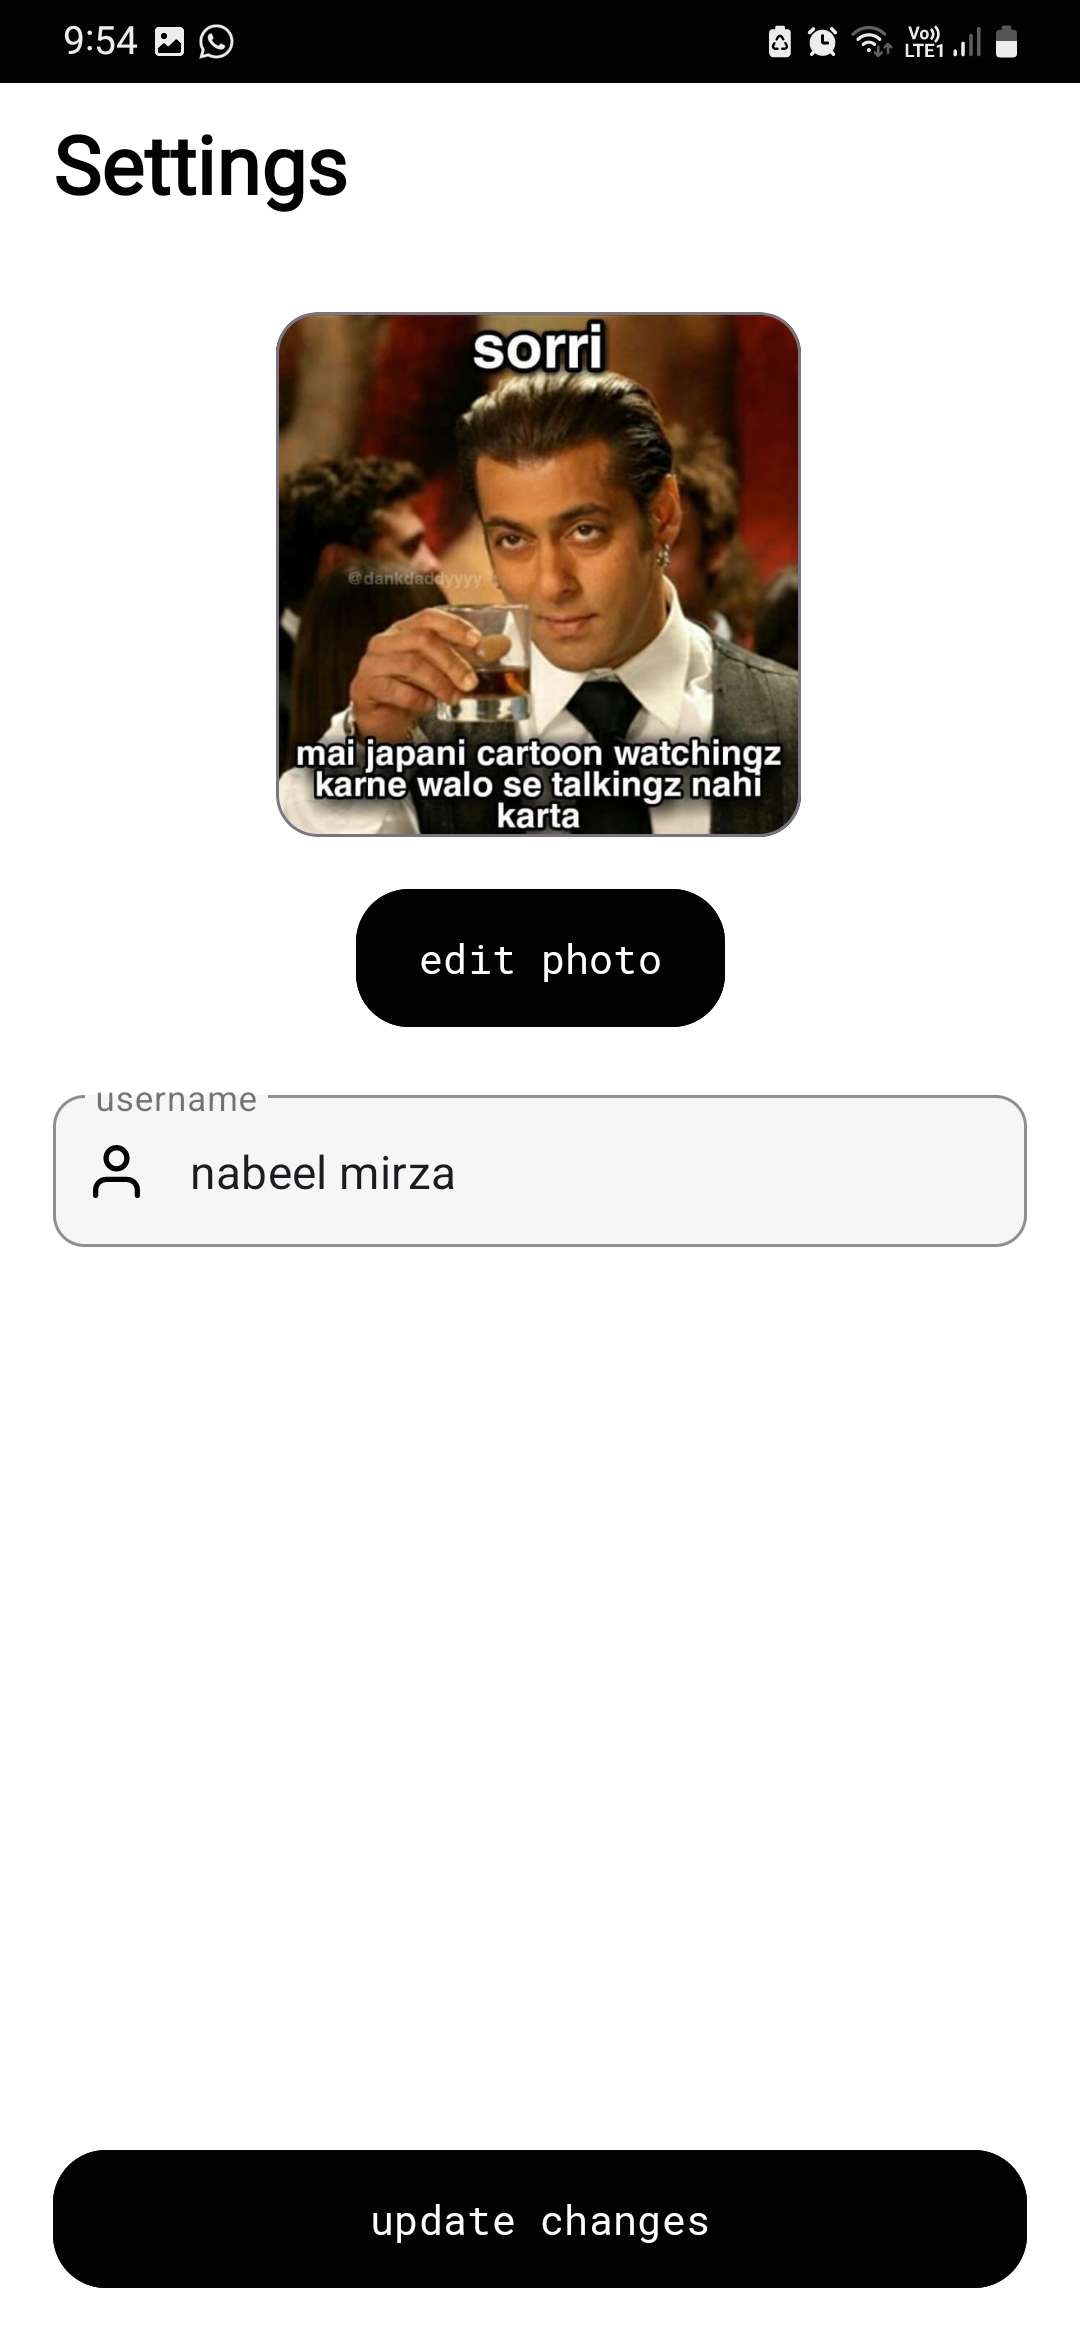 9:54
Vo))
LTE1
Settings
sorri
@dankdaddyyyy
mai japani cartoon watchingz
karne walo se talkingz nahi
karta
edit photo
username
nabeel mirza
update changes